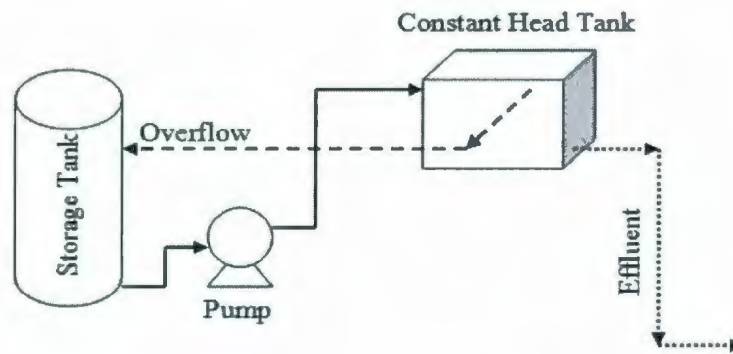 Constant Head Tank
Overflow
Storage Tank
Pump
Effluent